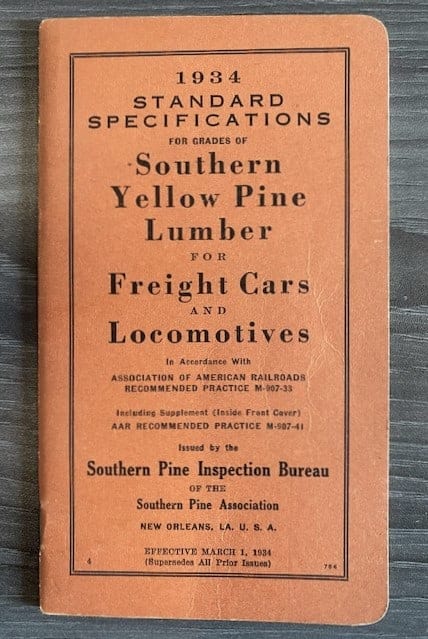 1934
STANDARD
SPECIFICATIONS
FOR GRADES OF
Southern
Yellow Pine
Lumber
FOR
Freight Cars
AND
Locomotives
In Accordance With
ASSOCIATION OF AMERICAN RAILROADS
RECOMMENDED PRACTICE M-907-33
Including Supplement (Inside Front Cover)
AAR RECOMMENDED PRACTICE M-907-41
Issued by the
Southern Pine Inspection Bureau
OF THE
Southern Pine Association
NEW ORLEANS, LA. U. S. A.
EFFECTIVE MARCH 1, 1934
(Supersedes All Prior Issues)
4